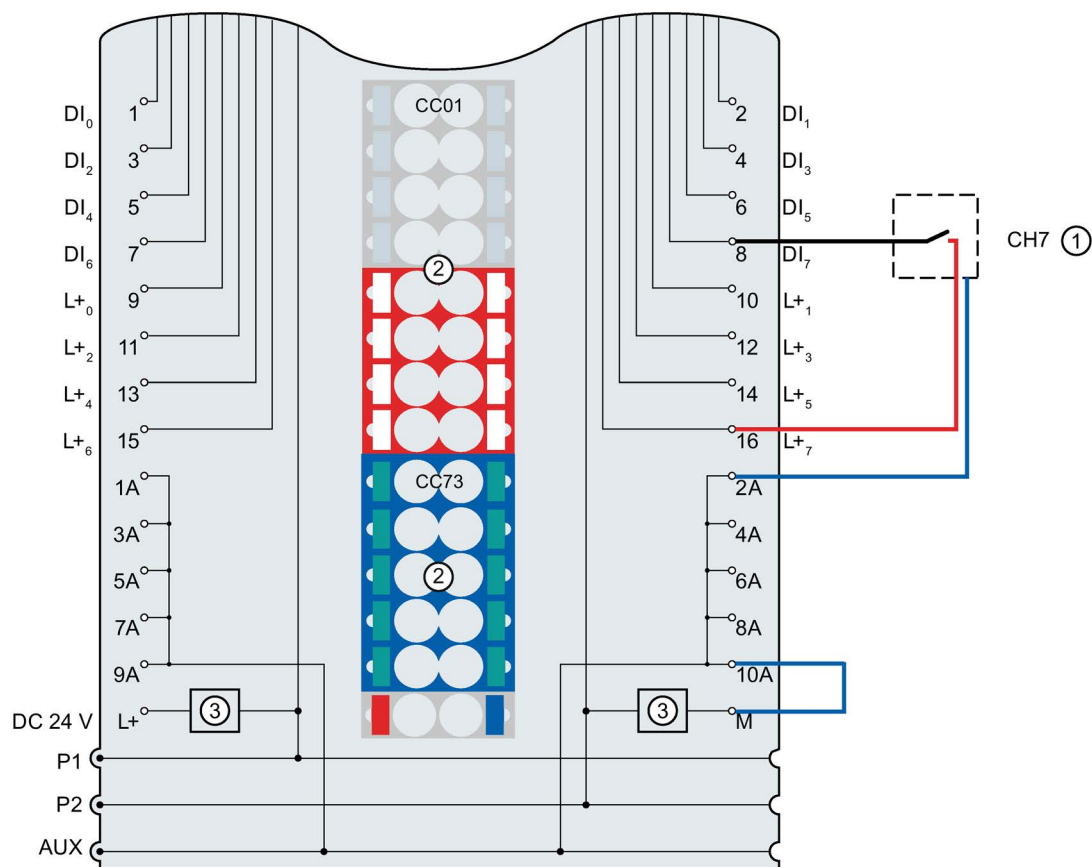 CC01
DI0 1 2 DI1
DI2 3 4 DI3
DI4 5 6 DI5
DI6 7 8 DI7 CH7 ①
②
L+0 9 10 L+1
L+2 11 12 L+3
L+4 13 14 L+5
L+6 15 16 L+7
1A CC73 2A
3A 4A
5A ② 6A
7A 8A
9A 10A
DC 24 V L+ ③ ③ M
P1
P2
AUX